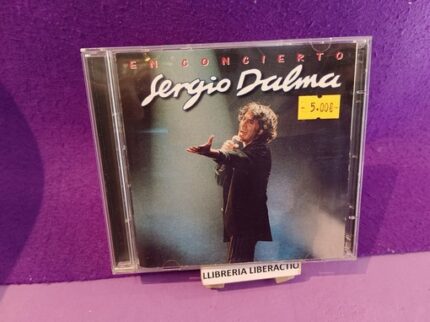 EN CONCIERTO
Sergio Dalma
- 5.00€-
LLIBRERIA LIBERACTIO